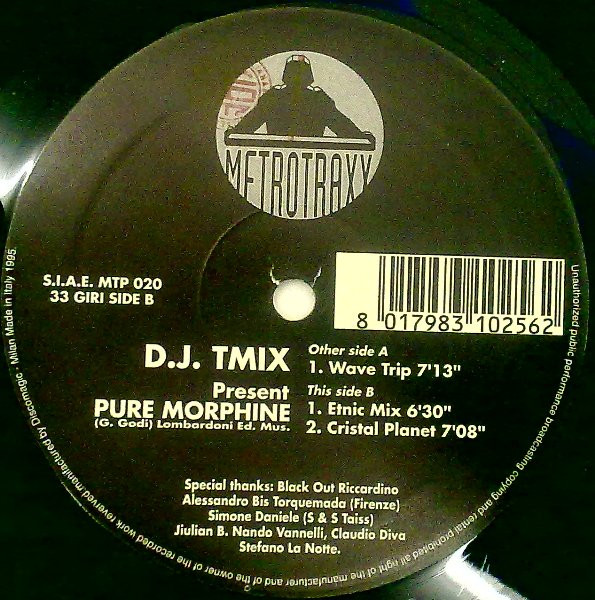 METROTRAXX
S.I.A.E. MTP 020
33 GIRI SIDE B
8 017983 102562
D.J. TMIX
Present
PURE MORPHINE
(G. Godi) Lombardoni Ed. Mus.
Other side A
1. Wave Trip 7'13"
This side B
1. Etnic Mix 6'30"
2. Cristal Planet 7'08"
Special thanks: Black Out Riccardino
Alessandro Bis Torquemada (Firenze)
Simone Daniele (S & S Taiss)
Jiulian B. Nando Vannelli, Claudio Diva
Stefano La Notte.
Unauthorized public performance broadcasting copying and rental prohibited all right of the manufacturer and of the owner of the recorded work reverved.manufactured by Discomagic - Milan Made in Italy 1995.